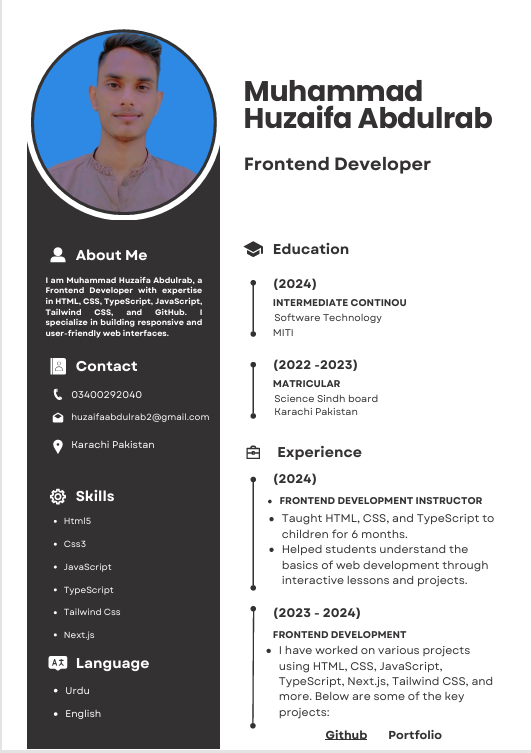 Muhammad
Huzaifa Abdulrab
Frontend Developer
About Me
I am Muhammad Huzaifa Abdulrab, a
Frontend Developer with expertise
in HTML, CSS, TypeScript, JavaScript,
Tailwind CSS, and GitHub. I
specialize in building responsive and
user-friendly web interfaces.
Contact
03400292040
huzaifaabdulrab2@gmail.com
Karachi Pakistan
Skills
• Html5
• Css3
• JavaScript
• TypeScript
• Tailwind Css
• Next.js
Language
• Urdu
• English
Education
(2024)
INTERMEDIATE CONTINOU
Software Technology
MITI
(2022 -2023)
MATRICULAR
Science Sindh board
Karachi Pakistan
Experience
(2024)
• FRONTEND DEVELOPMENT INSTRUCTOR
• Taught HTML, CSS, and TypeScript to
children for 6 months.
• Helped students understand the
basics of web development through
interactive lessons and projects.
(2023 - 2024)
FRONTEND DEVELOPMENT
• I have worked on various projects
using HTML, CSS, JavaScript,
TypeScript, Next.js, Tailwind CSS, and
more. Below are some of the key
projects:
Github Portfolio